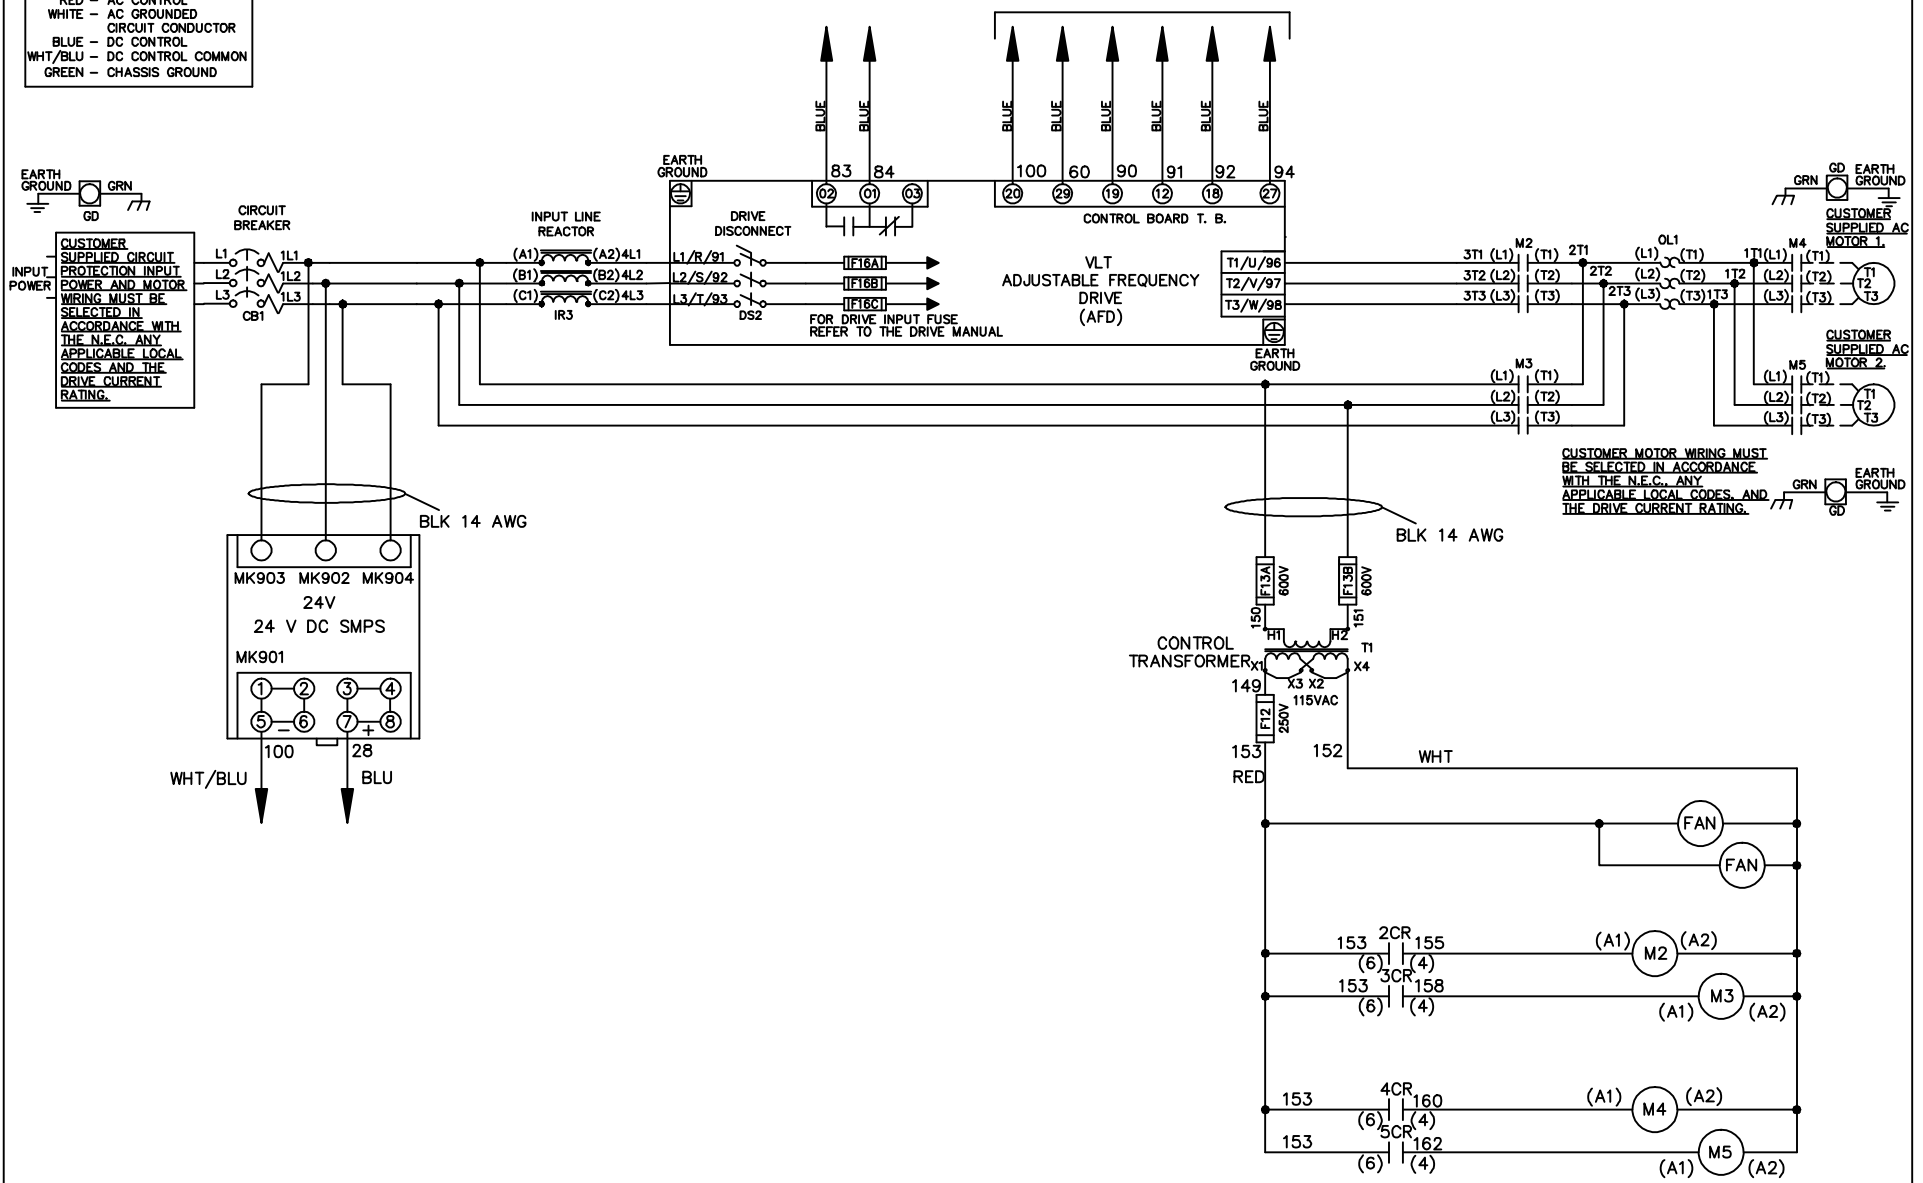 RED – AC CONTROL
WHITE – AC GROUNDED
CIRCUIT CONDUCTOR
BLUE – DC CONTROL
WHT/BLU – DC CONTROL COMMON
GREEN – CHASSIS GROUND
BLUE
BLUE
BLUE
BLUE
BLUE
BLUE
BLUE
BLUE
EARTH
GROUND
GRN
GD
CIRCUIT
BREAKER
CUSTOMER
SUPPLIED CIRCUIT
PROTECTION INPUT
POWER AND MOTOR
WIRING MUST BE
SELECTED IN
ACCORDANCE WITH
THE N.E.C. ANY
APPLICABLE LOCAL
CODES AND THE
DRIVE CURRENT
RATING.
INPUT
POWER
L1 1L1
L2 1L2
L3 1L3
CB1
INPUT LINE
REACTOR
(A1) (A2) 4L1
(B1) (B2) 4L2
(C1) (C2) 4L3
IR3
EARTH
GROUND
L1/R/91
L2/S/92
L3/T/93
DRIVE
DISCONNECT
DS2
83 84
02 01 03
F16A
F16B
F16C
FOR DRIVE INPUT FUSE
REFER TO THE DRIVE MANUAL
100 60 90 91 92 94
20 29 19 12 18 27
CONTROL BOARD T. B.
VLT
ADJUSTABLE FREQUENCY
DRIVE
(AFD)
T1/U/96
T2/V/97
T3/W/98
EARTH
GROUND
M2
3T1 (L1) (T1) 2T1
3T2 (L2) (T2) 2T2
3T3 (L3) (T3) 2T3
OL1
(L1) (T1) 1T1
(L2) (T2) 1T2
(L3) (T3) 1T3
GD
GRN
EARTH
GROUND
CUSTOMER
SUPPLIED AC
MOTOR 1.
M4
(L1) (T1)
(L2) (T2)
(L3) (T3)
T1
T2
T3
M3
(L1) (T1)
(L2) (T2)
(L3) (T3)
CUSTOMER
SUPPLIED AC
MOTOR 2.
M5
(L1) (T1)
(L2) (T2)
(L3) (T3)
T1
T2
T3
CUSTOMER MOTOR WIRING MUST
BE SELECTED IN ACCORDANCE
WITH THE N.E.C., ANY
APPLICABLE LOCAL CODES, AND
THE DRIVE CURRENT RATING.
GRN
GD
EARTH
GROUND
BLK 14 AWG
MK903 MK902 MK904
24V
24 V DC SMPS
MK901
1 2 3 4
5 – 6 7 + 8
100 28
WHT/BLU BLU
BLK 14 AWG
F13A 600V
F13B 600V
150 151
H1 H2
T1
CONTROL
TRANSFORMER
X1 X4
X3 X2
115VAC
149
F12 250V
153 152
RED
WHT
FAN
FAN
2CR
153 155
(6) (4)
(A1) M2 (A2)
3CR
153 158
(6) (4)
(A1) M3 (A2)
4CR
153 160
(6) (4)
(A1) M4 (A2)
5CR
153 162
(6) (4)
(A1) M5 (A2)